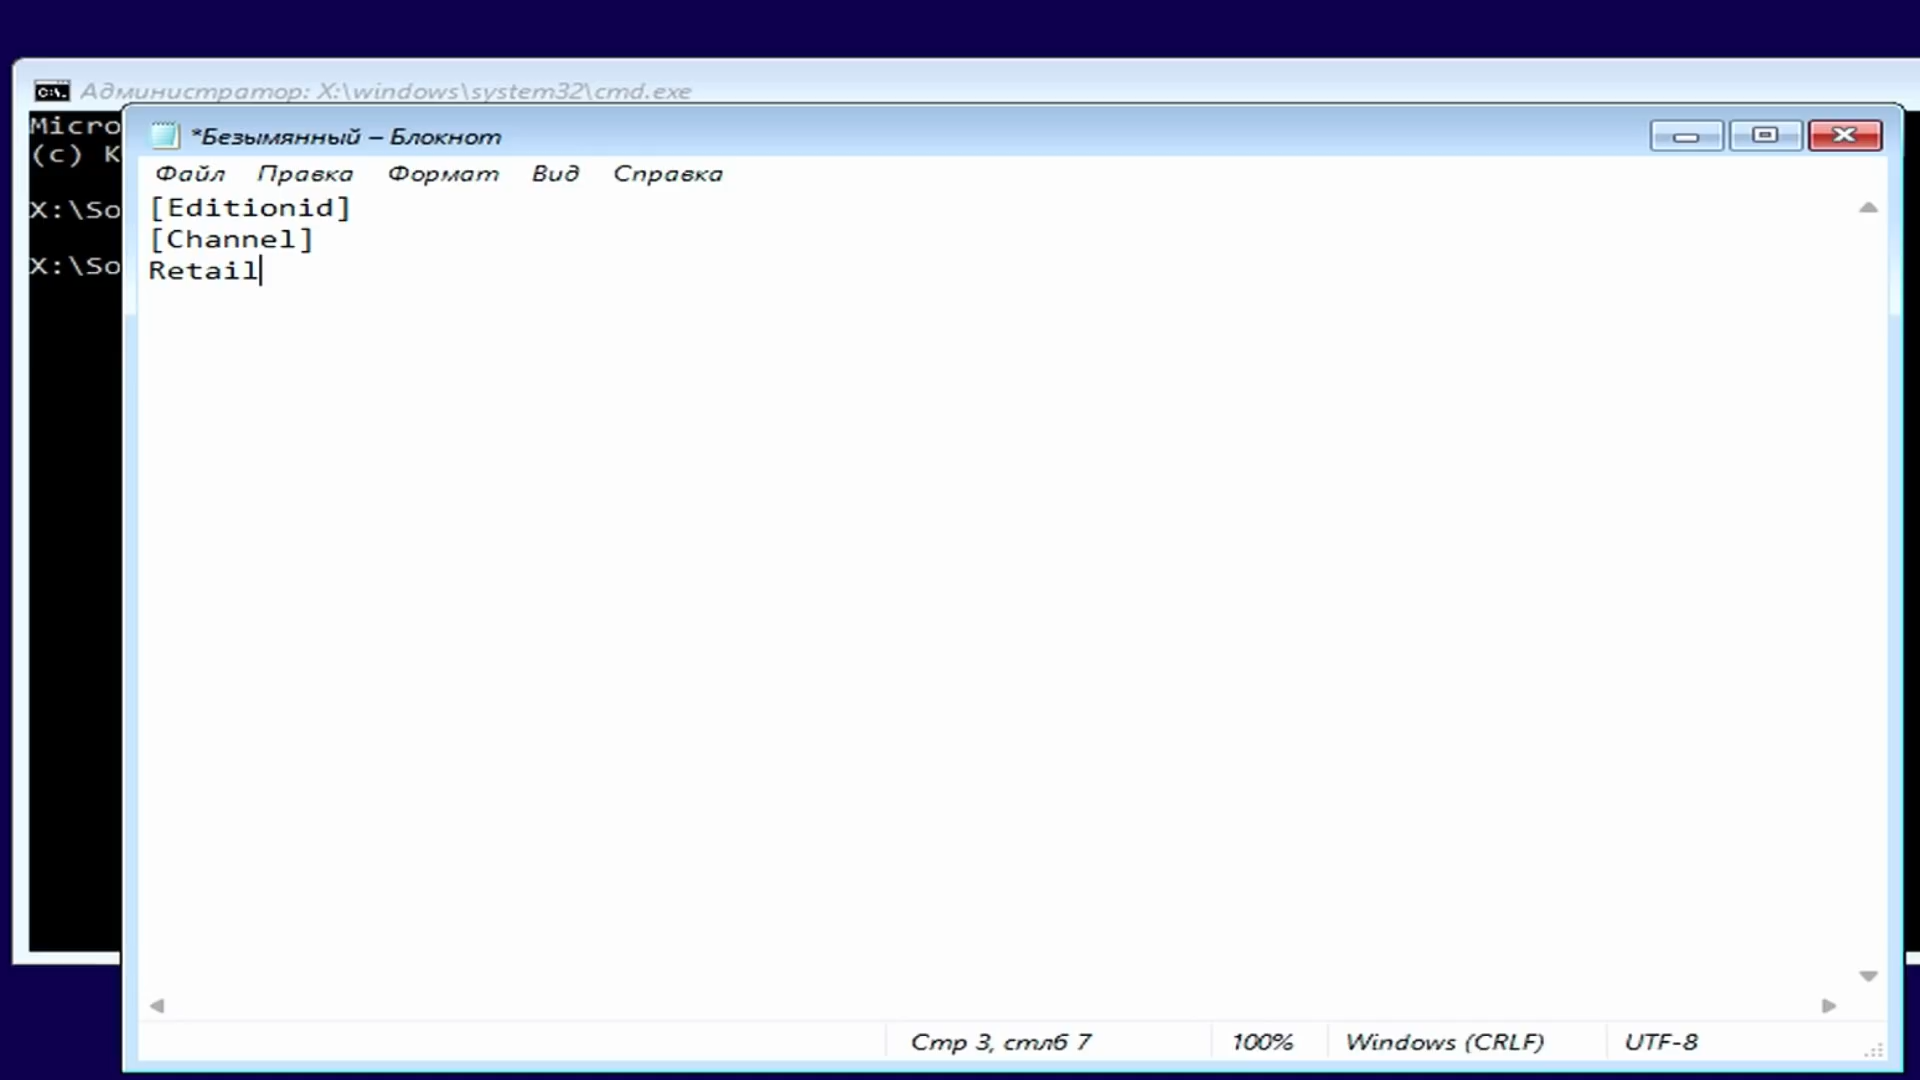 Администратор: X:\windows\system32\cmd.exe
Micro
(c) K
X:\So
X:\So
*Безымянный – Блокнот
Файл Правка Формат Вид Справка
[Editionid]
[Channel]
Retail
Стр 3, стлб 7 100% Windows (CRLF) UTF-8